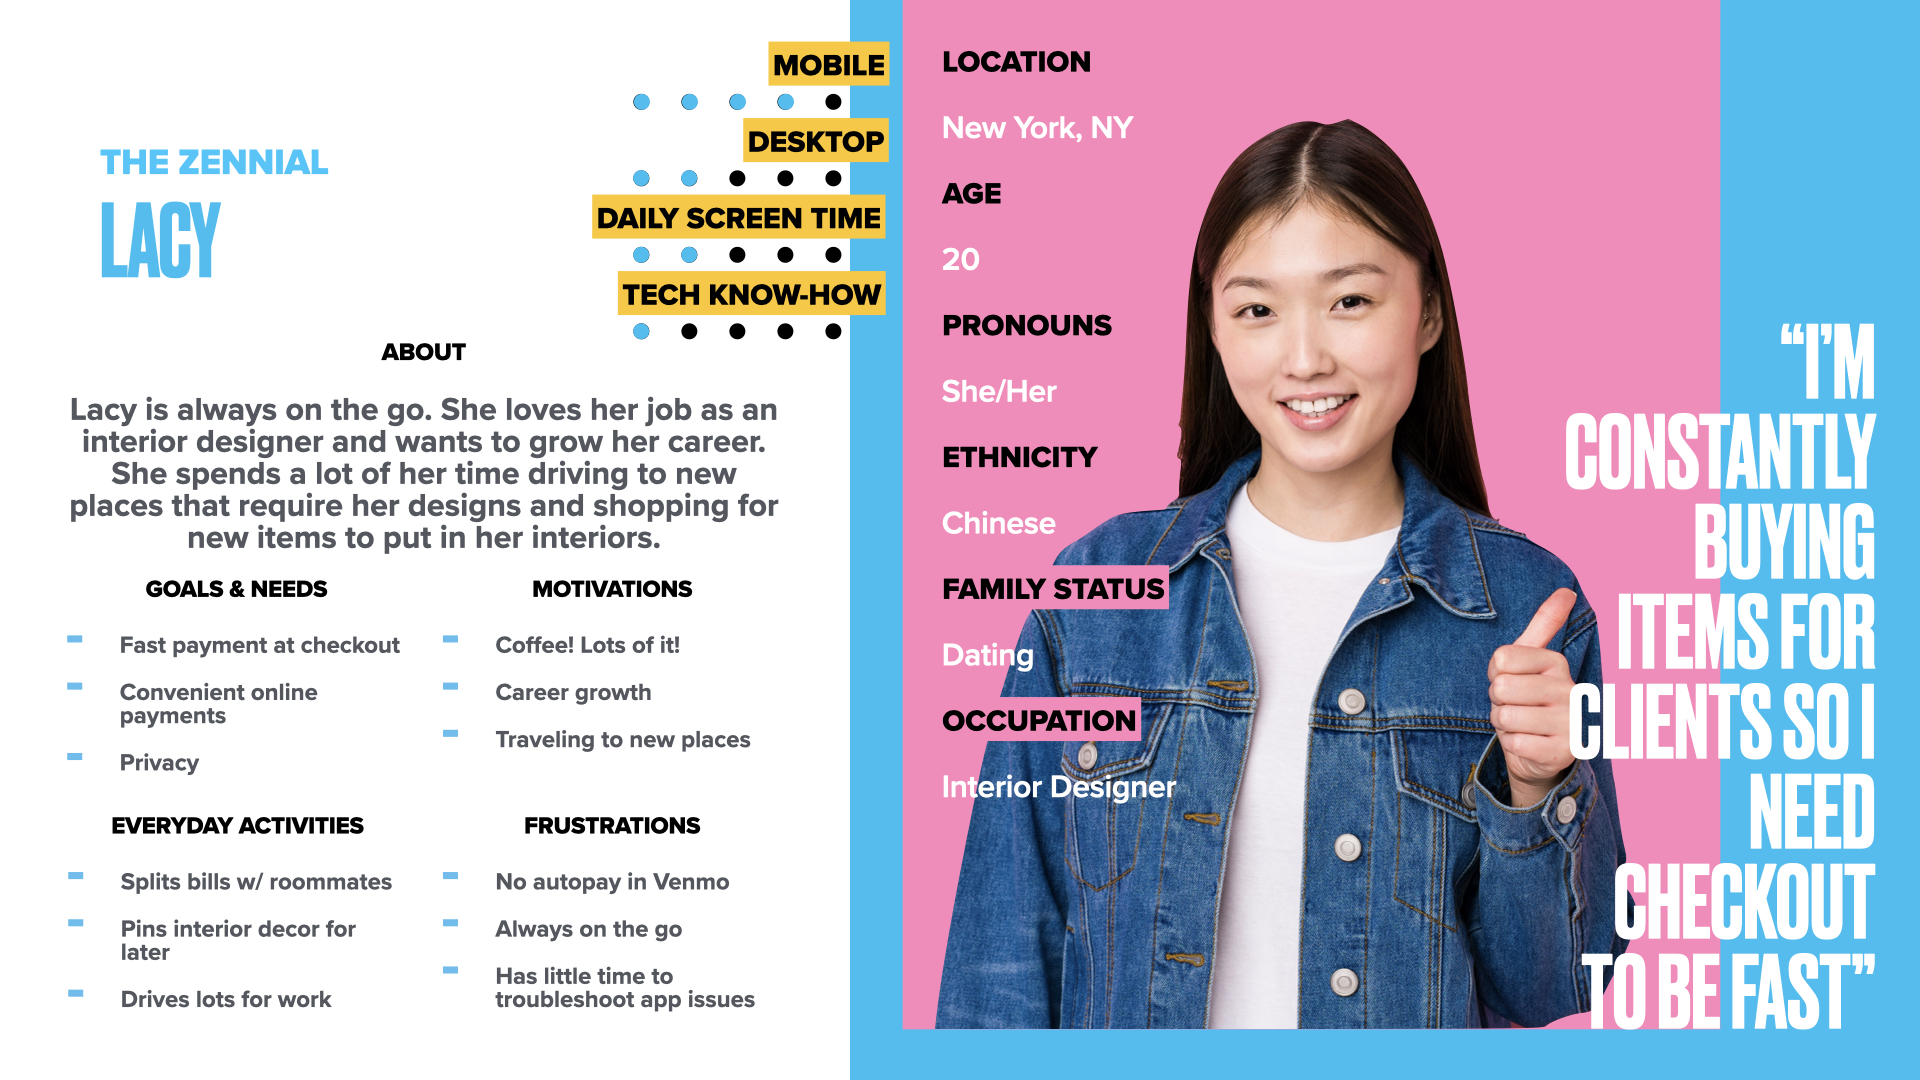 THE ZENNIAL
LACY
MOBILE
DESKTOP
DAILY SCREEN TIME
TECH KNOW-HOW
ABOUT
Lacy is always on the go. She loves her job as an
interior designer and wants to grow her career.
She spends a lot of her time driving to new
places that require her designs and shopping for
new items to put in her interiors.
GOALS & NEEDS
Fast payment at checkout
Convenient online
payments
Privacy
MOTIVATIONS
Coffee! Lots of it!
Career growth
Traveling to new places
EVERYDAY ACTIVITIES
Splits bills w/ roommates
Pins interior decor for
later
Drives lots for work
FRUSTRATIONS
No autopay in Venmo
Always on the go
Has little time to
troubleshoot app issues
LOCATION
New York, NY
AGE
20
PRONOUNS
She/Her
ETHNICITY
Chinese
FAMILY STATUS
Dating
OCCUPATION
Interior Designer
“I’M
CONSTANTLY
BUYING
ITEMS FOR
CLIENTS SO I
NEED
CHECKOUT
TO BE FAST”